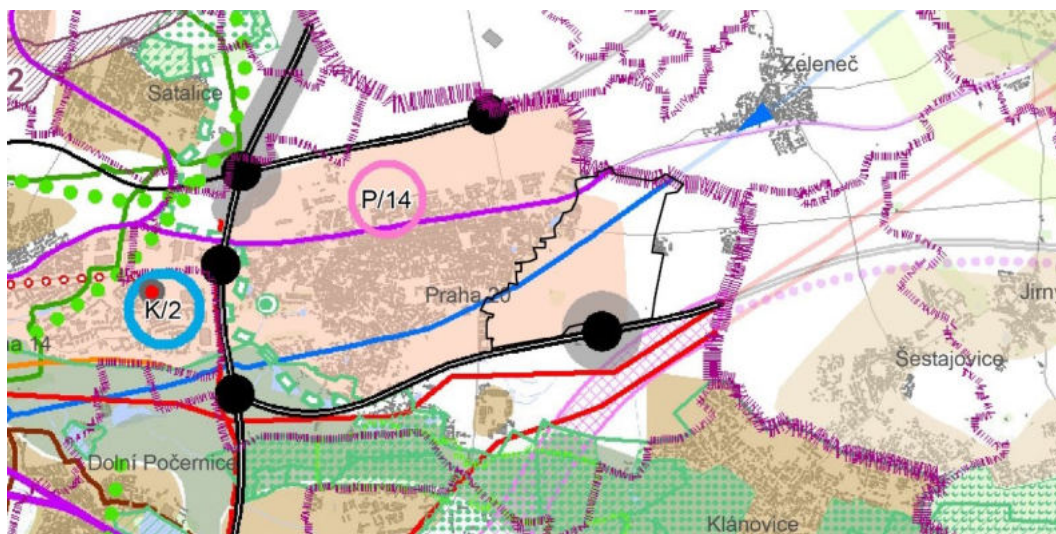 Zeleneč
2
Satalice
P/14
Praha 20
K/2
Jirny
ha 14
Šestajovice
Dolní Počernice
Klánovice